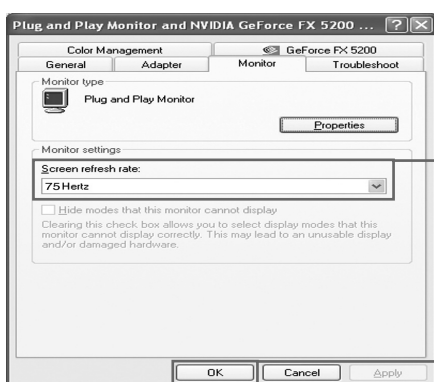 Plug and Play Monitor and NVIDIA GeForce FX 5200 ...
Color Management
GeForce FX 5200
General
Adapter
Monitor
Troubleshoot
Monitor type
Plug and Play Monitor
Properties
Monitor settings
Screen refresh rate:
75 Hertz
Hide modes that this monitor cannot display
Clearing this check box allows you to select display modes that this
monitor cannot display correctly. This may lead to an unusable display
and/or damaged hardware.
OK
Cancel
Apply